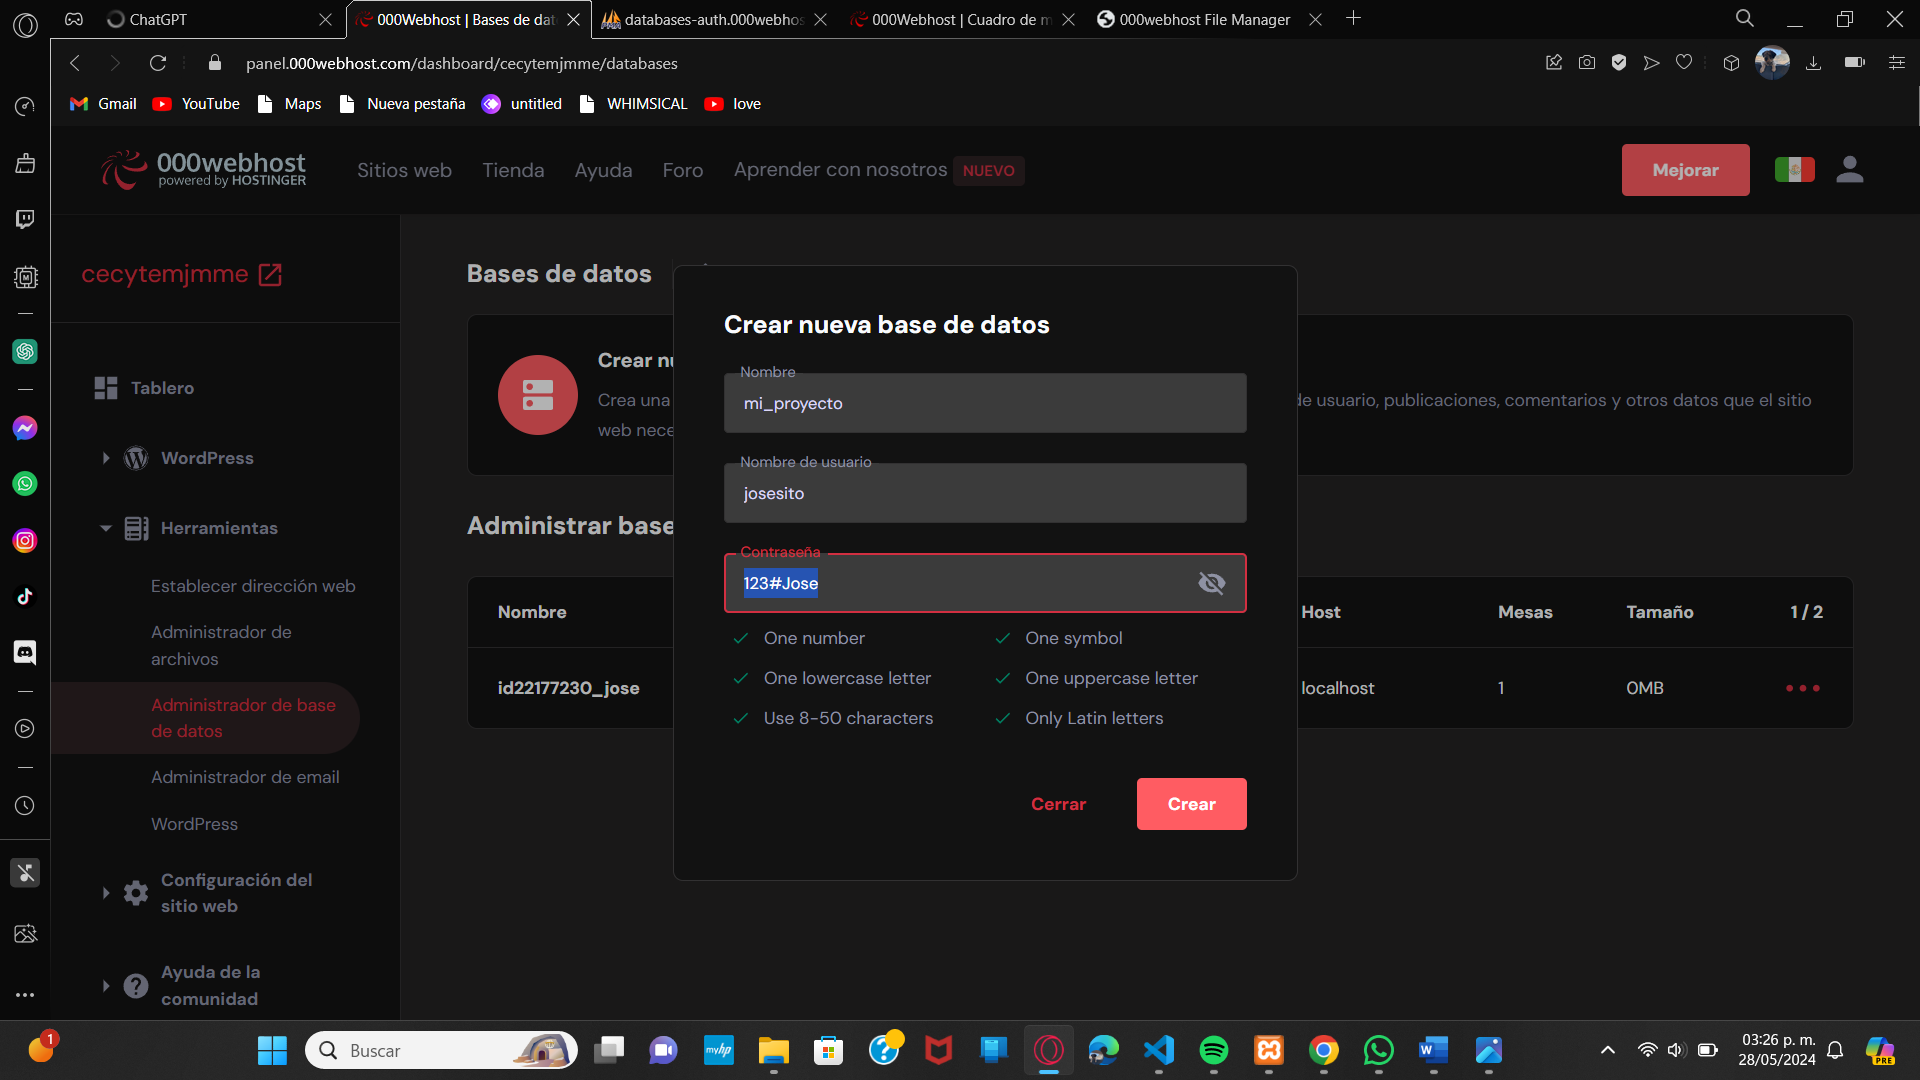 ChatGPT
000Webhost | Bases de dat
databases-auth.000webhos
000Webhost | Cuadro de m
000webhost File Manager
panel.000webhost.com/dashboard/cecytemjmme/databases
Gmail
YouTube
Maps
Nueva pestaña
untitled
WHIMSICAL
love
000webhost
powered by HOSTINGER
Sitios web
Tienda
Ayuda
Foro
Aprender con nosotros
NUEVO
Mejorar
cecytemjmme
Tablero
WordPress
Herramientas
Establecer dirección web
Administrador de
archivos
Administrador de base
de datos
Administrador de email
WordPress
Configuración del
sitio web
Ayuda de la
comunidad
Bases de datos
Crear nu
Crea una
web nece
de usuario, publicaciones, comentarios y otros datos que el sitio
Administrar base
Nombre
Host
Mesas
Tamaño
1 / 2
id22177230_jose
localhost
1
0MB
Crear nueva base de datos
Nombre
mi_proyecto
Nombre de usuario
josesito
Contraseña
123#Jose
One number
One symbol
One lowercase letter
One uppercase letter
Use 8-50 characters
Only Latin letters
Cerrar
Crear
1
Buscar
myhp
W
03:26 p. m.
28/05/2024
PRE